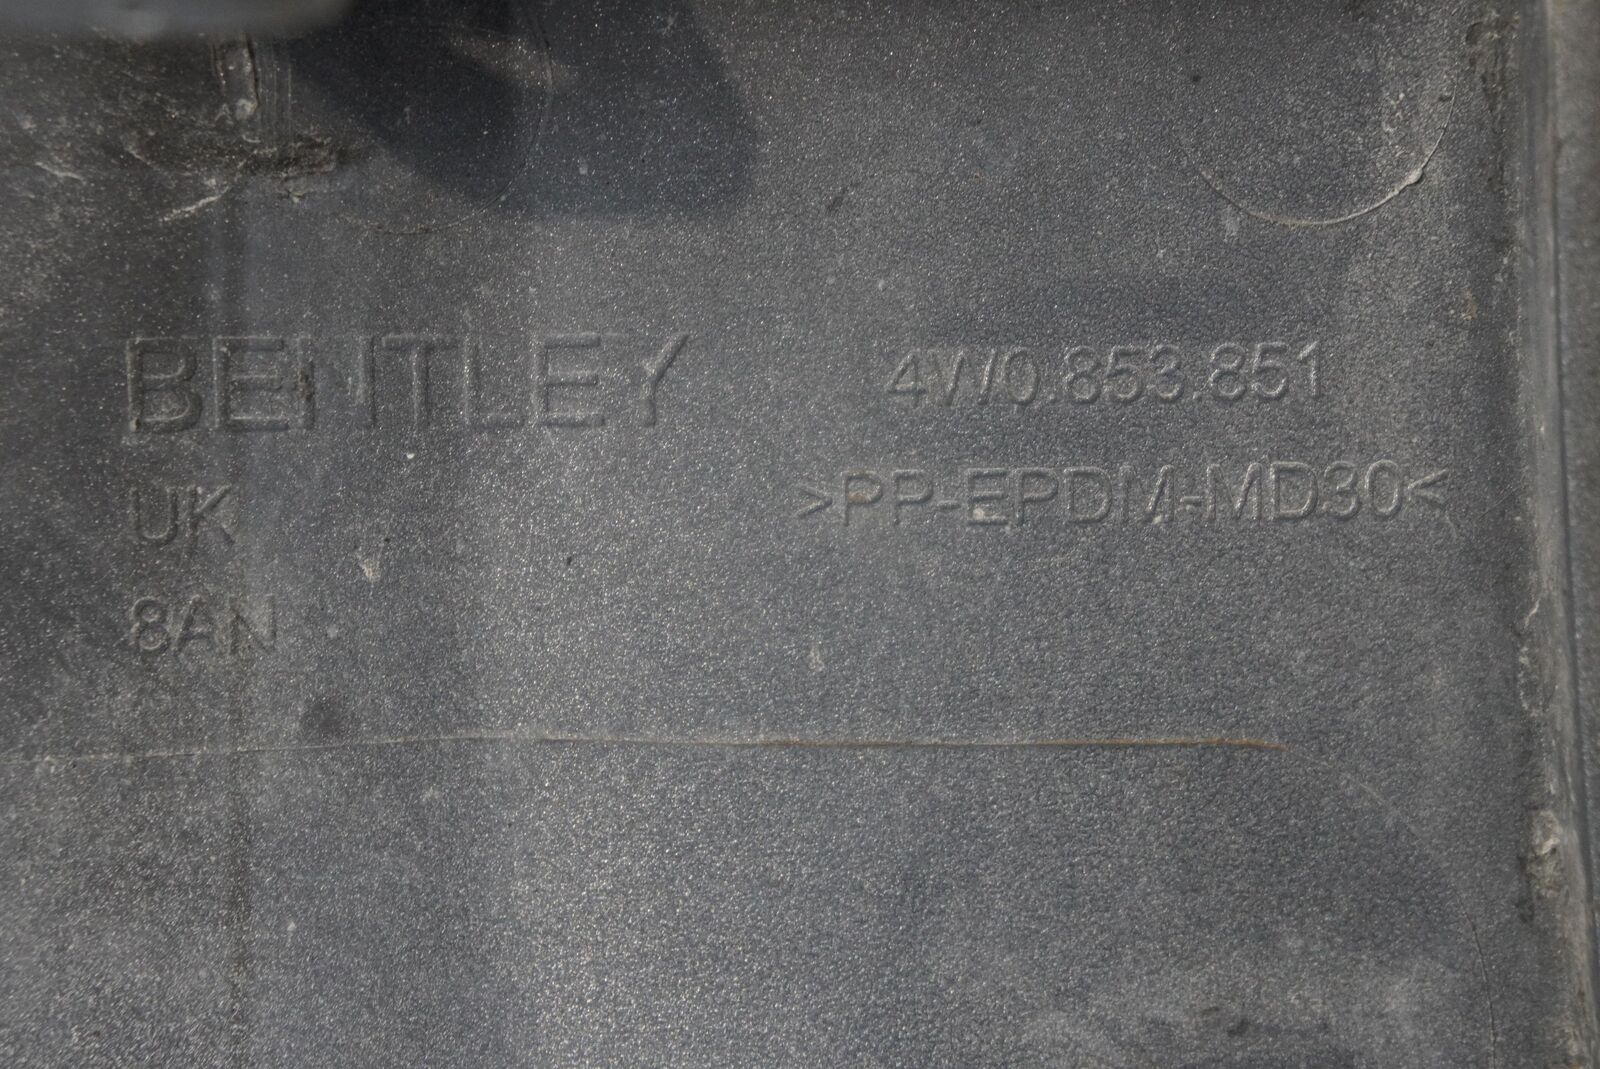 BENTLEY
UK
8AN
4W0.853.851
>PP-EPDM-MD30<